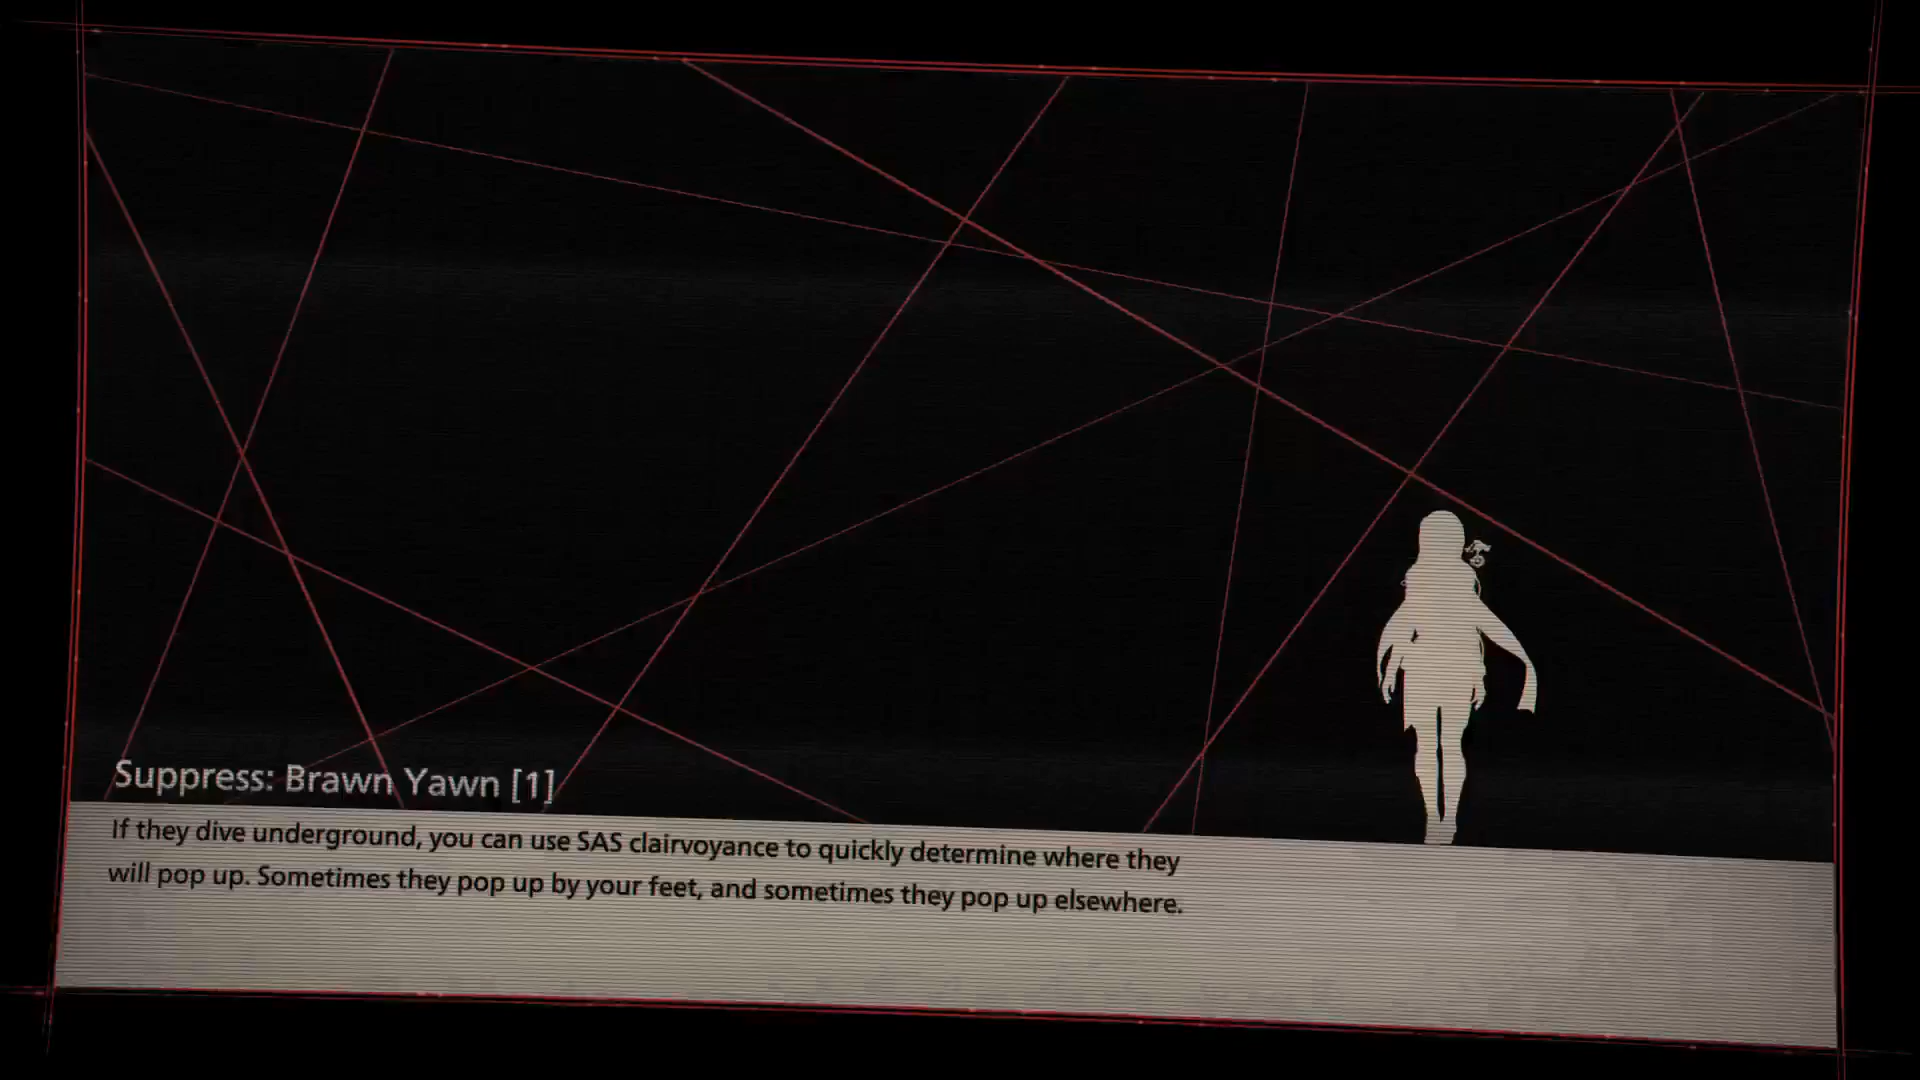 Suppress: Brawn Yawn [1]
If they dive underground, you can use SAS clairvoyance to quickly determine where they
will pop up. Sometimes they pop up by your feet, and sometimes they pop up elsewhere.